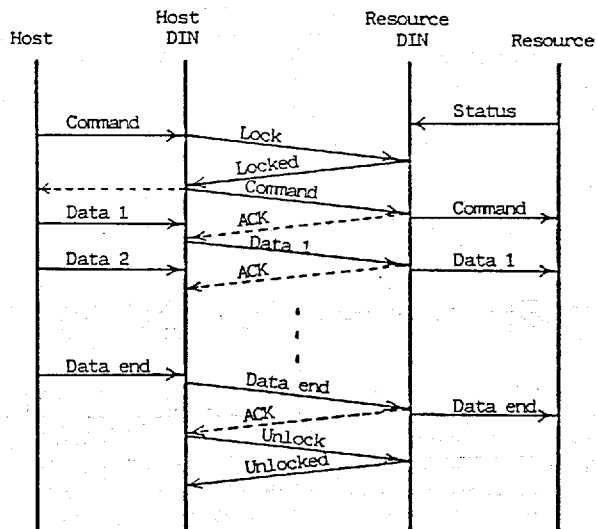 Host
Host
DIN
Resource
DIN
Resource
Status
Command
Lock
Locked
Command
Data 1
ACK
Command
Data 1
Data 2
ACK
Data 1
Data end
Data end
ACK
Data end
Unlock
Unlocked